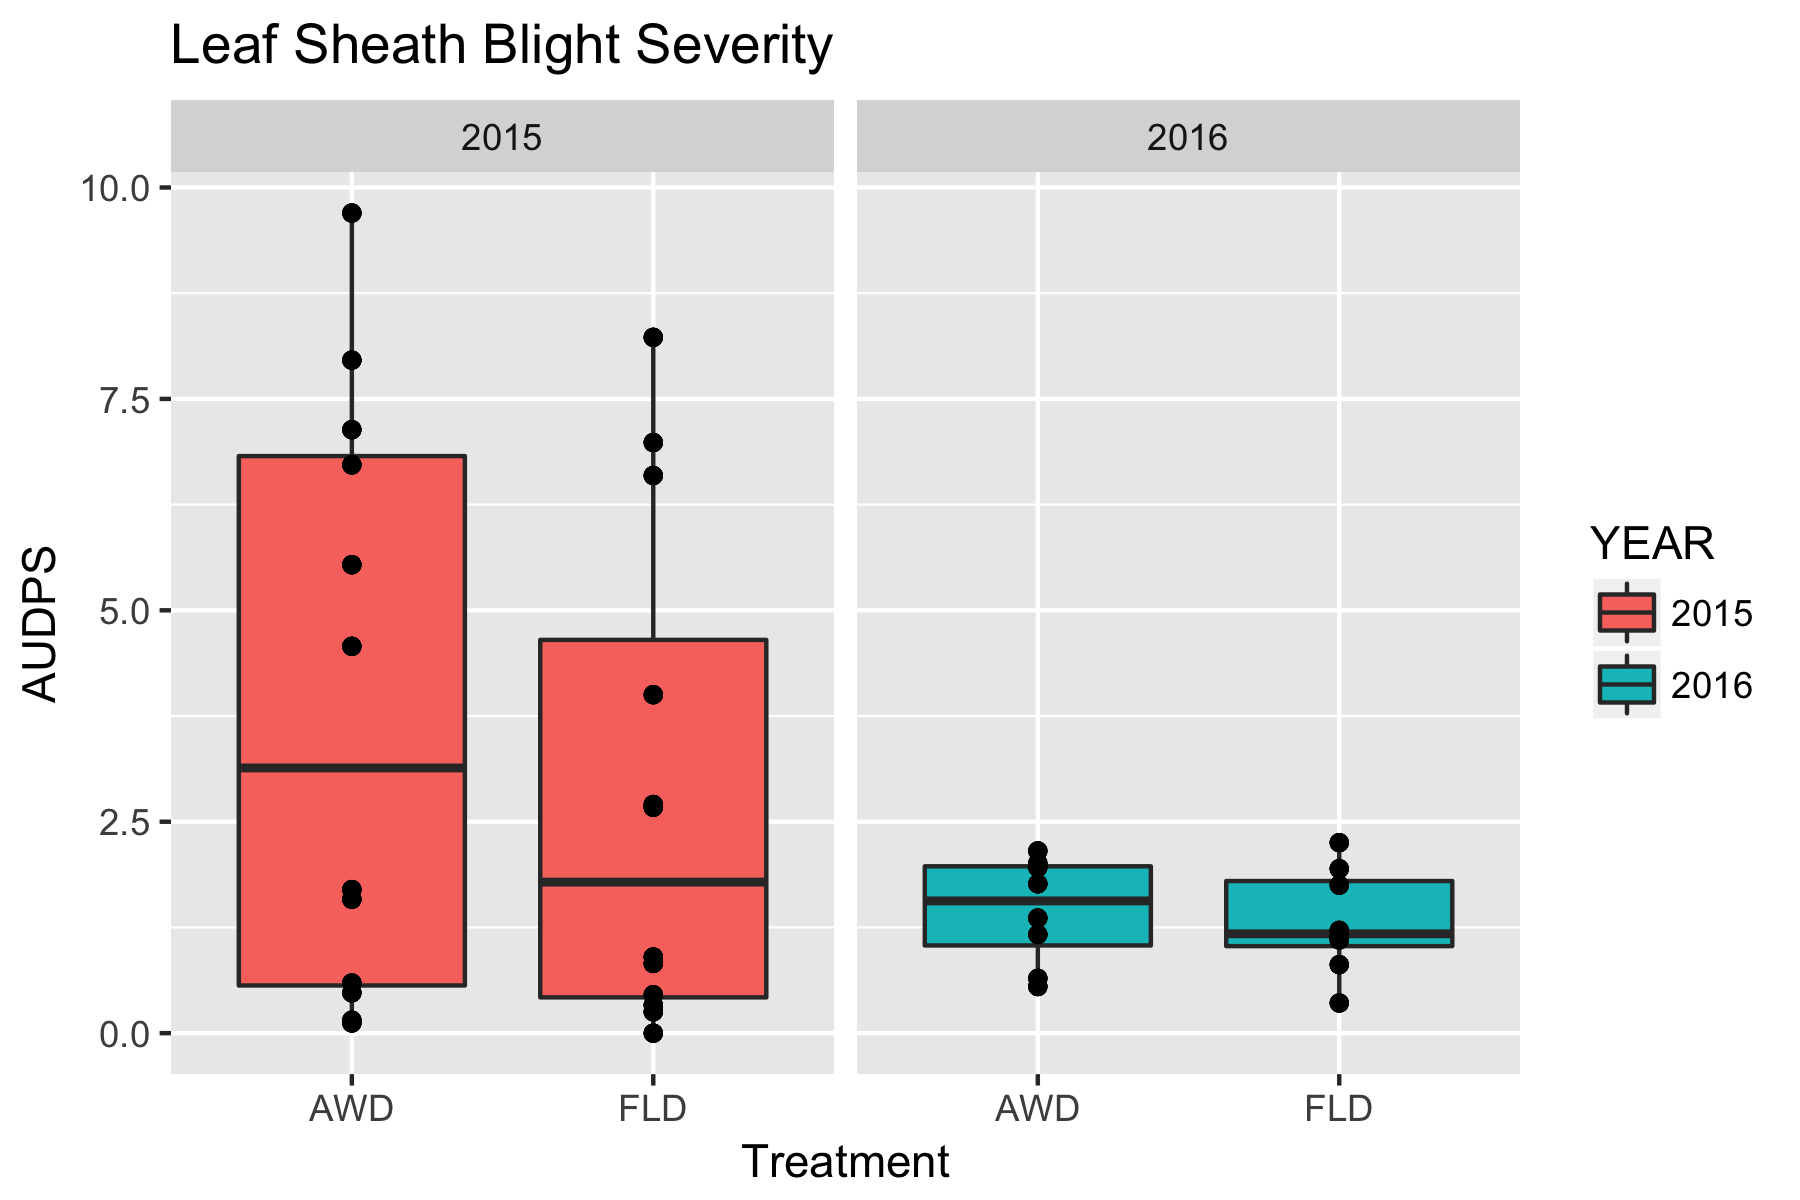 Leaf Sheath Blight Severity
2015
2016
10.0
7.5
5.0
2.5
0.0
AUDPS
AWD
FLD
AWD
FLD
Treatment
YEAR
2015
2016